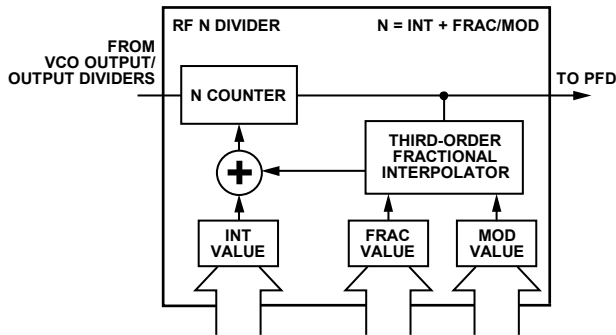 RF N DIVIDER
N = INT + FRAC/MOD
FROM
VCO OUTPUT/
OUTPUT DIVIDERS
TO PFD
N COUNTER
THIRD-ORDER
FRACTIONAL
INTERPOLATOR
+
INT
VALUE
FRAC
VALUE
MOD
VALUE